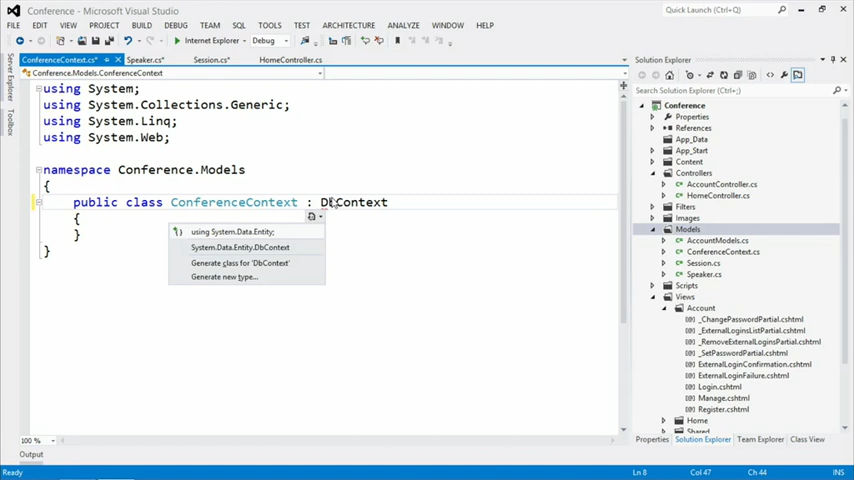 Conference - Microsoft Visual Studio
Quick Launch (Ctrl+Q)
FILE EDIT VIEW PROJECT BUILD DEBUG TEAM SQL TOOLS TEST ARCHITECTURE ANALYZE WINDOW HELP
Internet Explorer Debug
ConferenceContext.cs* Speaker.cs* Session.cs* HomeController.cs
Conference.Models.ConferenceContext
Server Explorer
Toolbox
using System;
using System.Collections.Generic;
using System.Linq;
using System.Web;
namespace Conference.Models
{
public class ConferenceContext : DbContext
{
}
}
using System.Data.Entity;
System.Data.Entity.DbContext
Generate class for 'DbContext'
Generate new type...
100 %
Output
Solution Explorer
Search Solution Explorer (Ctrl+;)
Conference
Properties
References
App_Data
App_Start
Content
Controllers
AccountController.cs
HomeController.cs
Filters
Images
Models
AccountModels.cs
ConferenceContext.cs
Session.cs
Speaker.cs
Scripts
Views
Account
_ChangePasswordPartial.cshtml
_ExternalLoginsListPartial.cshtml
_RemoveExternalLoginsPartial.cshtml
_SetPasswordPartial.cshtml
ExternalLoginConfirmation.cshtml
ExternalLoginFailure.cshtml
Login.cshtml
Manage.cshtml
Register.cshtml
Home
Properties Solution Explorer Team Explorer Class View
Ready Ln 8 Col 47 Ch 44 INS